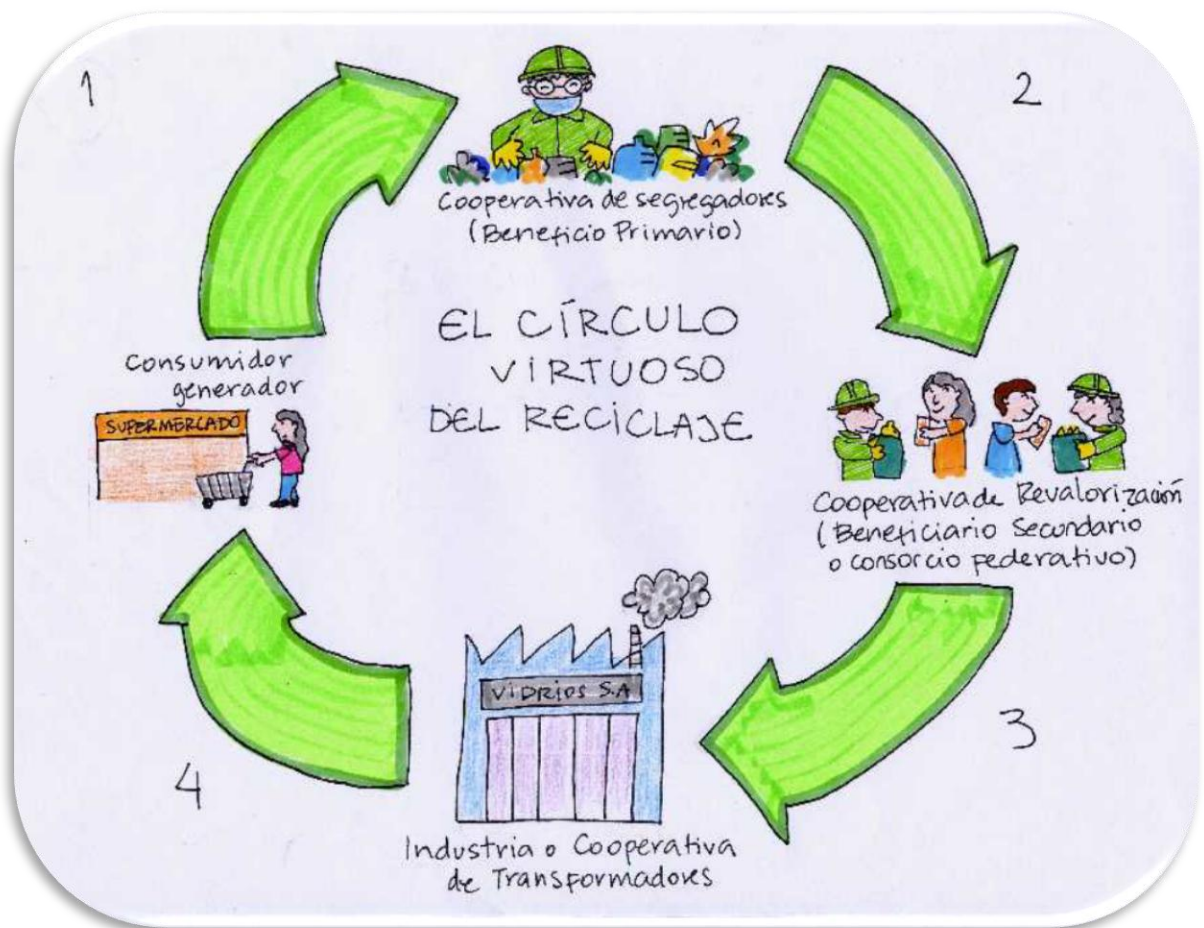 1
Cooperativa de segregadores
(Beneficio Primario)
2
EL CÍRCULO
VIRTUOSO
DEL RECICLAJE
Consumidor
generador
SUPERMERCADO
Cooperativa de Revalorización
(Beneficiario Secundario
o consorcio federativo)
3
VIDRIOS S.A
4
Industria o Cooperativa
de Transformadores